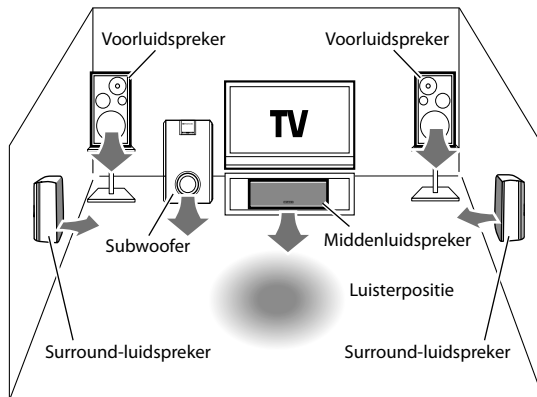 Voorluidspreker
Voorluidspreker
TV
Subwoofer
Middenluidspreker
Luisterpositie
Surround-luidspreker
Surround-luidspreker